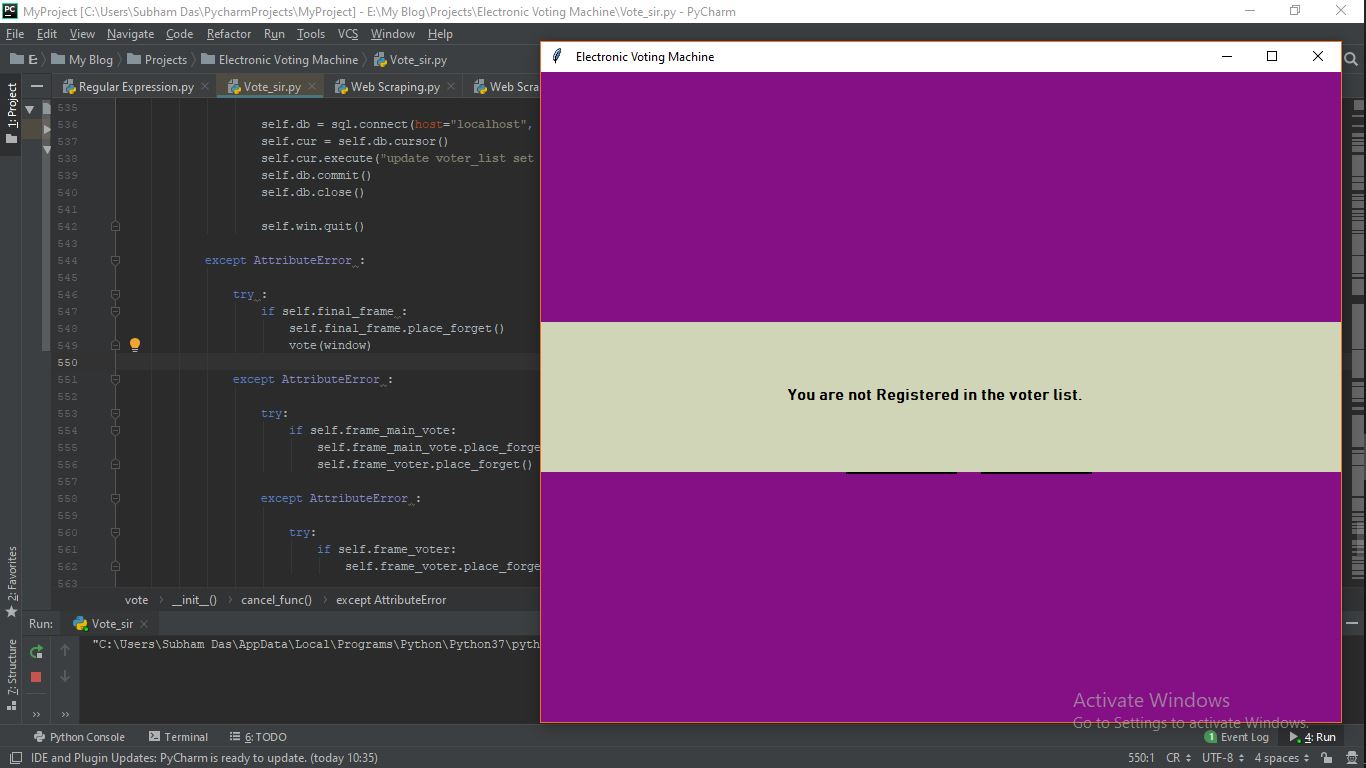 MyProject [C:\Users\Subham Das\PycharmProjects\MyProject] - E:\My Blog\Projects\Electronic Voting Machine\Vote_sir.py - PyCharm
File Edit View Navigate Code Refactor Run Tools VCS Window Help
E: My Blog Projects Electronic Voting Machine Vote_sir.py
Electronic Voting Machine
1: Project
Regular Expression.py Vote_sir.py Web Scraping.py Web Scra
535
536 self.db = sql.connect(host="localhost",
537 self.cur = self.db.cursor()
538 self.cur.execute("update voter_list set
539 self.db.commit()
540 self.db.close()
541
542 self.win.quit()
543
544 except AttributeError :
545
546 try :
547 if self.final_frame :
548 self.final_frame.place_forget()
549 vote(window)
550
551 except AttributeError :
552
553 try:
554 if self.frame_main_vote:
555 self.frame_main_vote.place_forge
556 self.frame_voter.place_forget()
557
558 except AttributeError :
559
560 try:
561 if self.frame_voter:
562 self.frame_voter.place_forge
563
You are not Registered in the voter list.
2: Favorites
7: Structure
vote __init__() cancel_func() except AttributeError
Run: Vote_sir
"C:\Users\Subham Das\AppData\Local\Programs\Python\Python37\pyth
Activate Windows
Go to Settings to activate Windows.
Python Console Terminal 6: TODO 1 Event Log 4: Run
IDE and Plugin Updates: PyCharm is ready to update. (today 10:35) 550:1 CR UTF-8 4 spaces